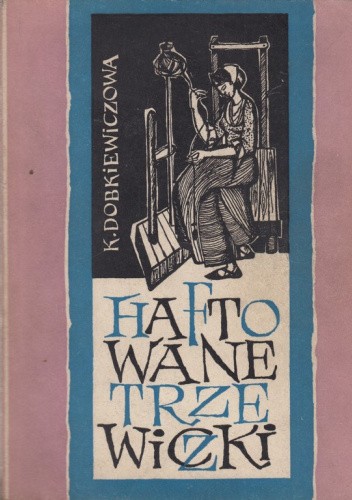 K. DOBKIEWICZOWA
HAFTO
WANE
TRZE
WICZKI